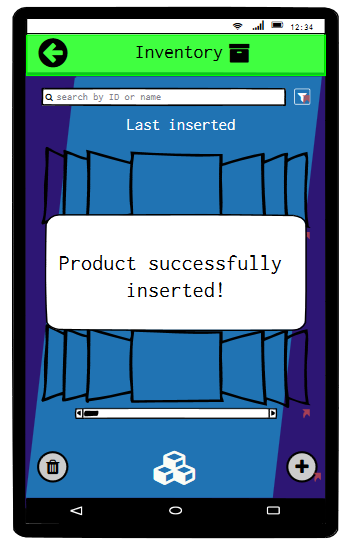 12:34
Inventory
search by ID or name
Last inserted
Product successfully
inserted!